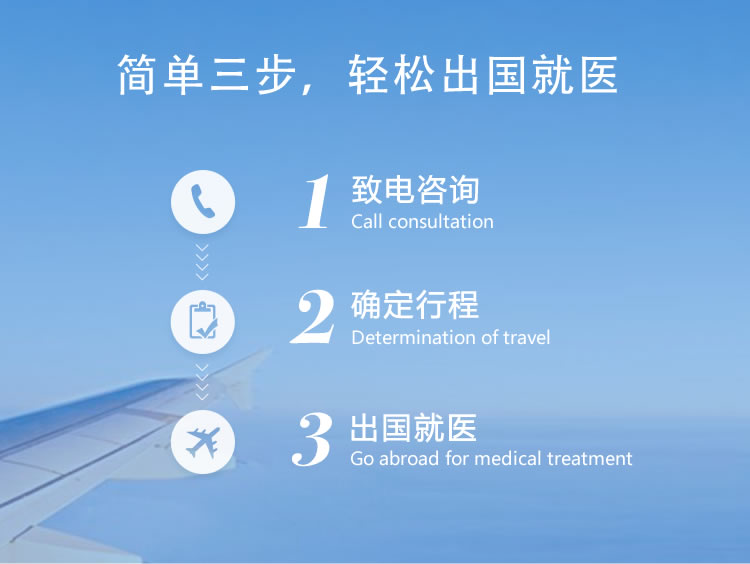 简单三步，轻松出国就医
1 致电咨询
Call consultation
2 确定行程
Determination of travel
3 出国就医
Go abroad for medical treatment